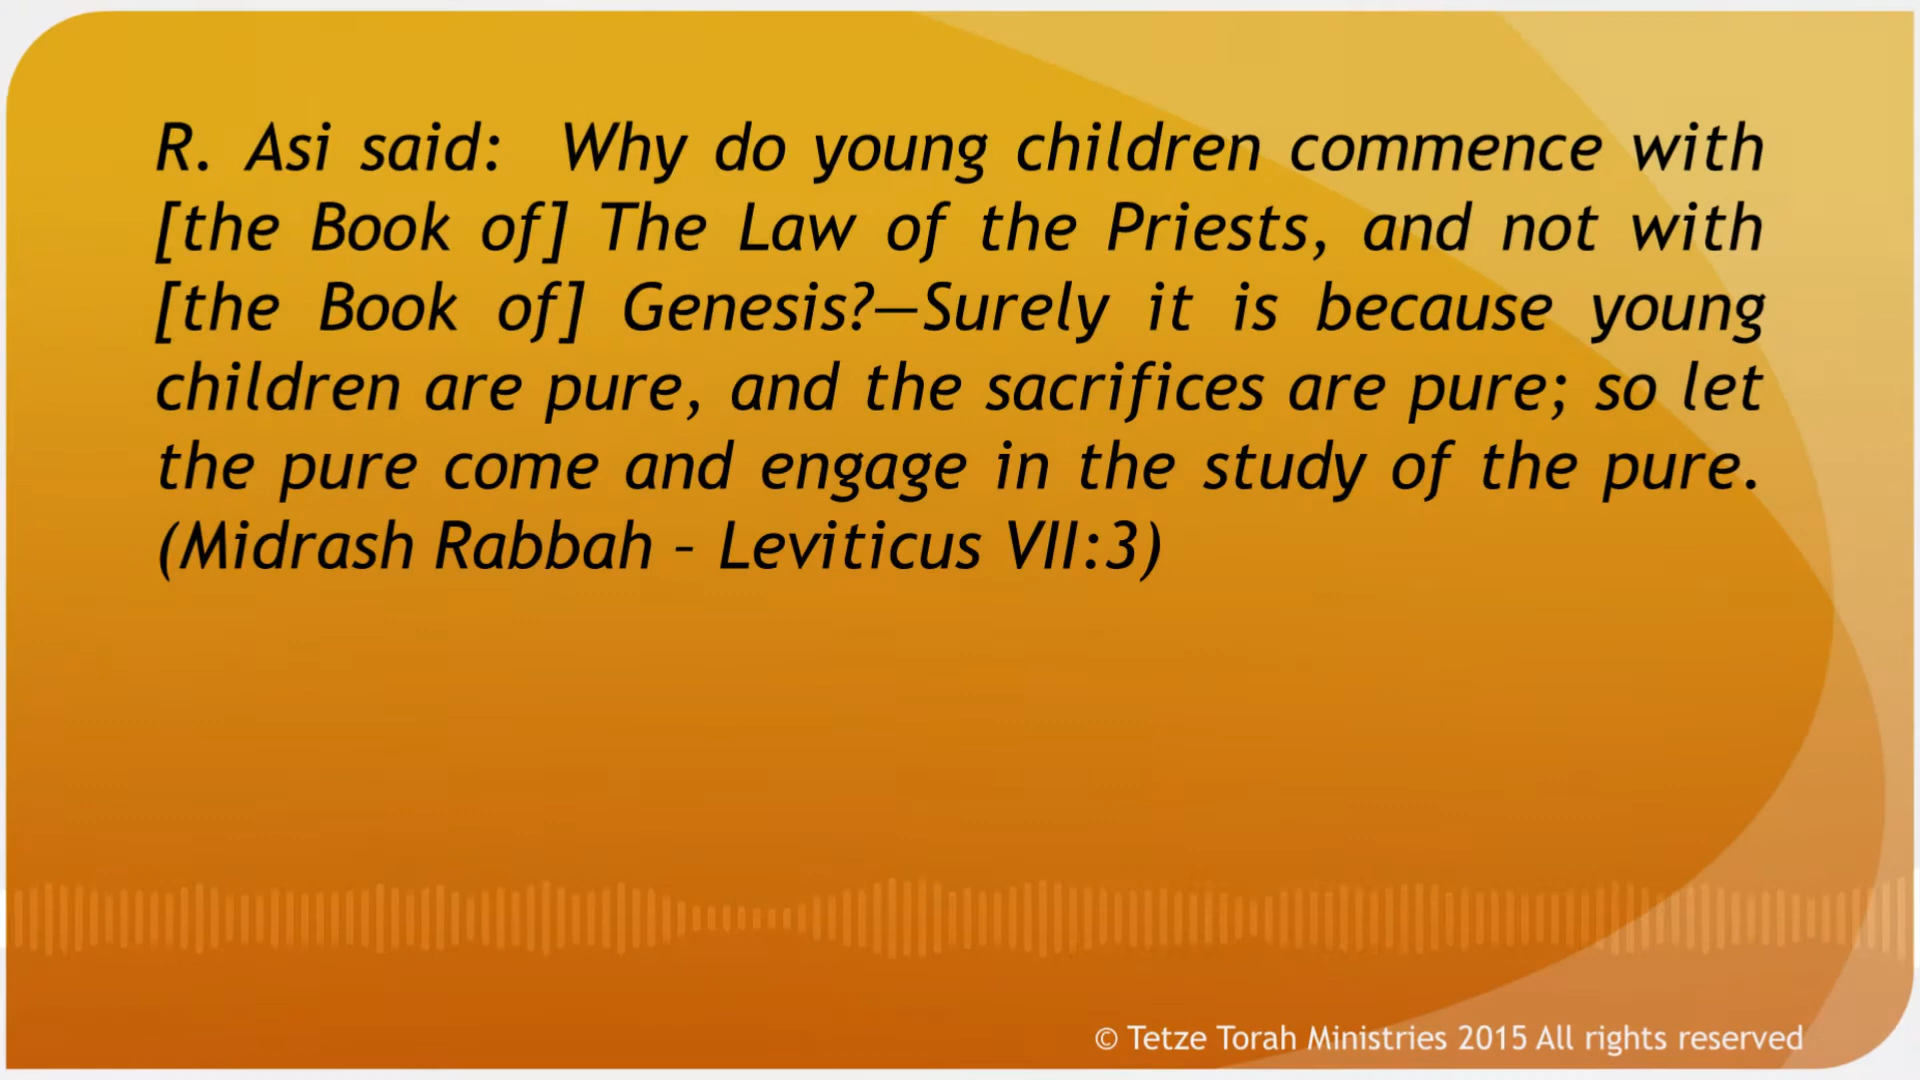 R. Asi said: Why do young children commence with
[the Book of] The Law of the Priests, and not with
[the Book of] Genesis?—Surely it is because young
children are pure, and the sacrifices are pure; so let
the pure come and engage in the study of the pure.
(Midrash Rabbah – Leviticus VII:3)
© Tetze Torah Ministries 2015 All rights reserved